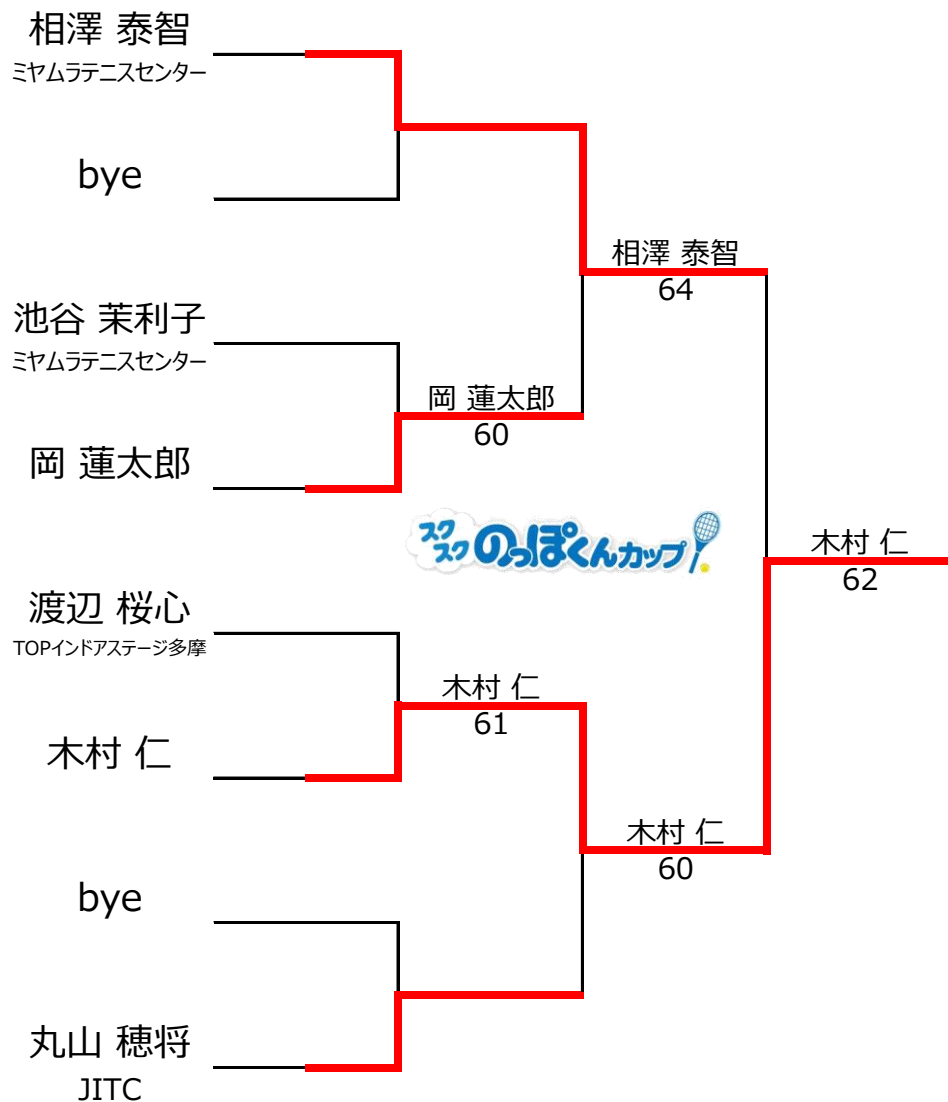 相澤 泰智
ミヤムラテニスセンター
bye
相澤 泰智
64
池谷 茉利子
ミヤムラテニスセンター
岡 蓮太郎
60
岡 蓮太郎
スクスク のっぽくんカップ
木村 仁
62
渡辺 桜心
TOPインドアステージ多摩
木村 仁
61
木村 仁
木村 仁
60
bye
丸山 穂将
JITC